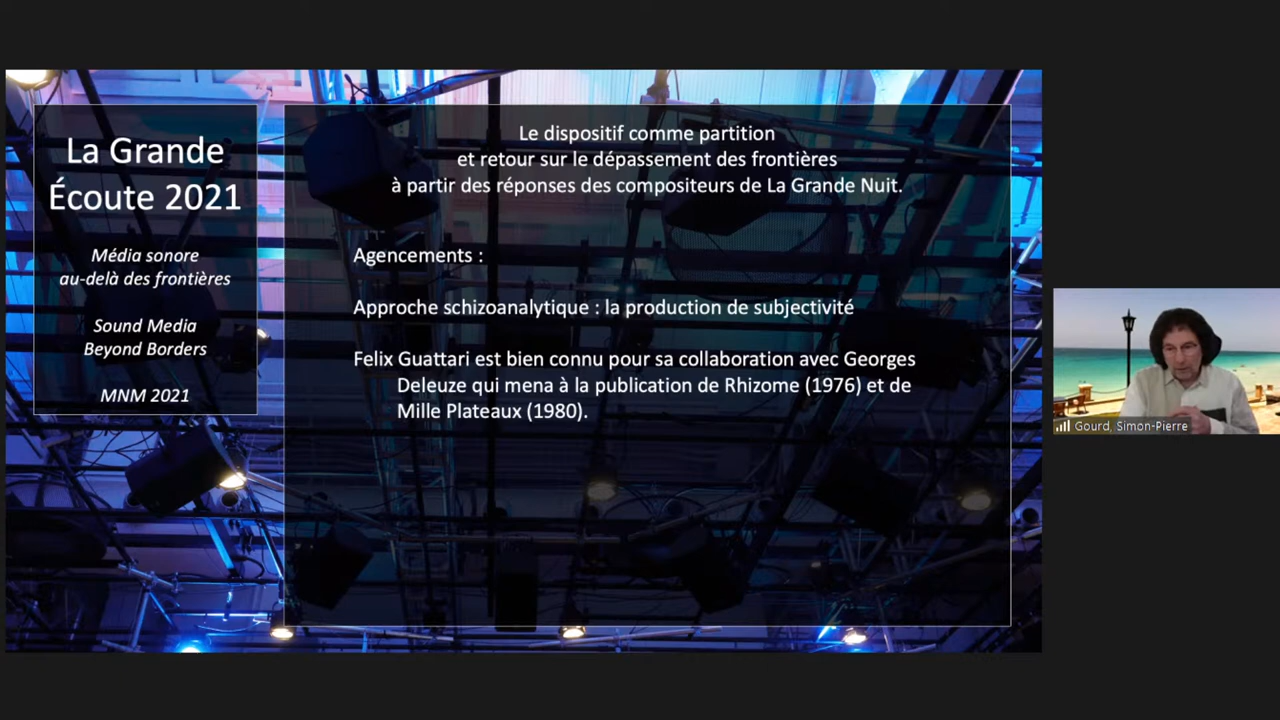 La Grande
Écoute 2021
Média sonore
au-delà des frontières
Sound Media
Beyond Borders
MNM 2021
Le dispositif comme partition
et retour sur le dépassement des frontières
à partir des réponses des compositeurs de La Grande Nuit.
Agencements :
Approche schizoanalytique : la production de subjectivité
Felix Guattari est bien connu pour sa collaboration avec Georges
Deleuze qui mena à la publication de Rhizome (1976) et de
Mille Plateaux (1980).
Gourd, Simon-Pierre